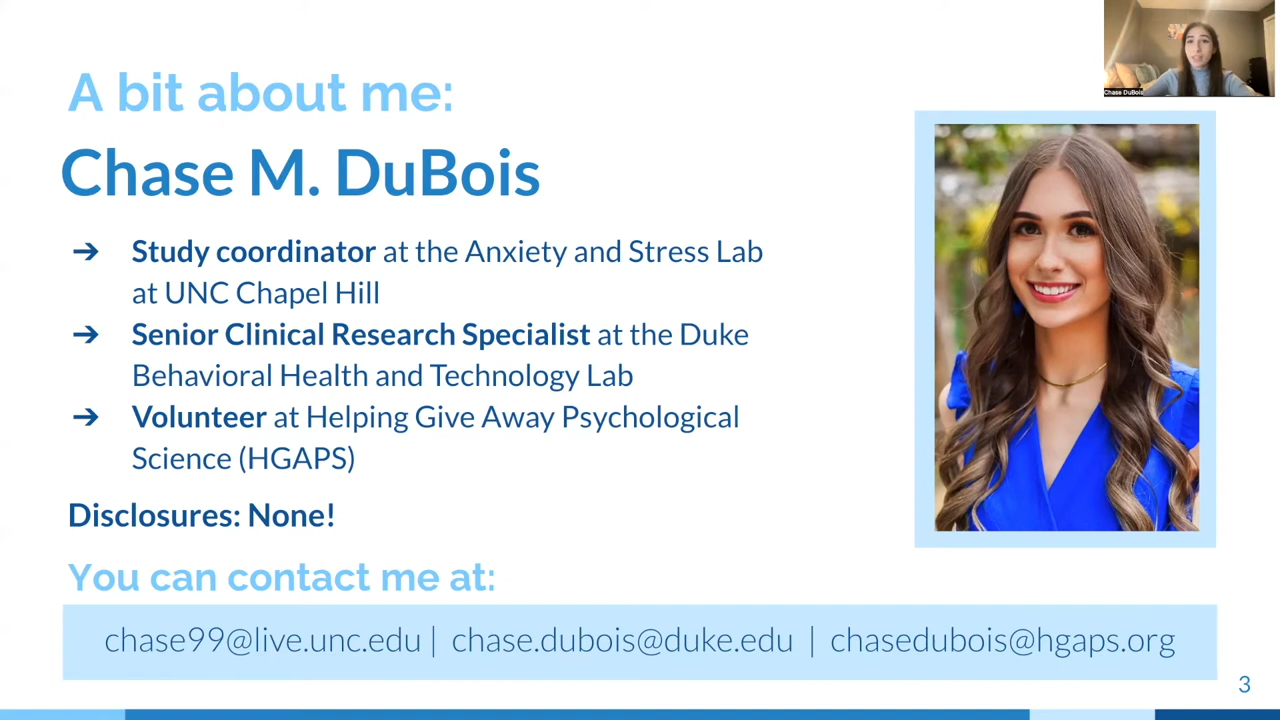 Chase DuBois
A bit about me:
Chase M. DuBois
➔ Study coordinator at the Anxiety and Stress Lab
at UNC Chapel Hill
➔ Senior Clinical Research Specialist at the Duke
Behavioral Health and Technology Lab
➔ Volunteer at Helping Give Away Psychological
Science (HGAPS)
Disclosures: None!
You can contact me at:
chase99@live.unc.edu | chase.dubois@duke.edu | chasedubois@hgaps.org
3